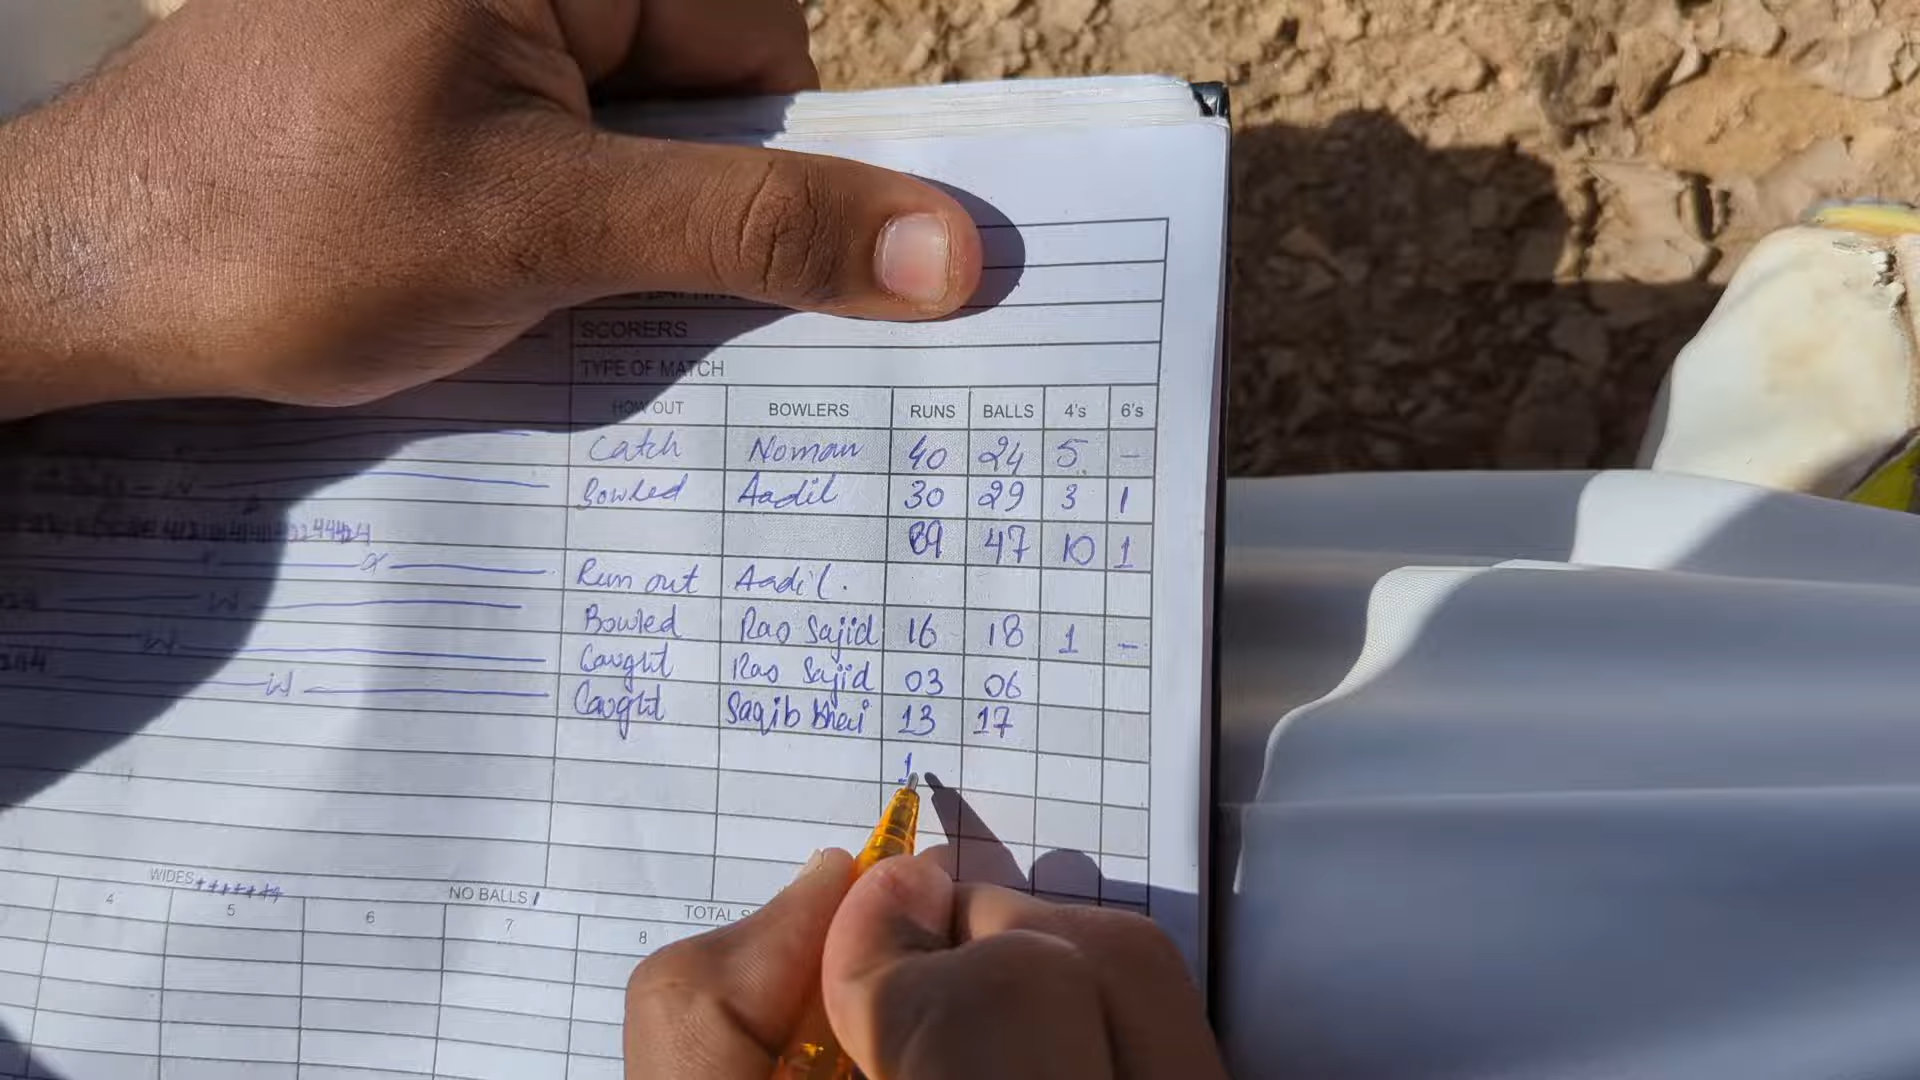 SCORERS
TYPE OF MATCH
HOW OUT BOWLERS RUNS BALLS 4's 6's
Catch Noman 40 24 5 -
Bowled Aadil 30 29 3 1
89 47 10 1
Run out Aadil.
Bowled Rao Sajid 16 18 1 -
Caught Rao Sajid 03 06
Caught Saqib bhai 13 17
1
WIDES NO BALLS
4 5 6 7 8